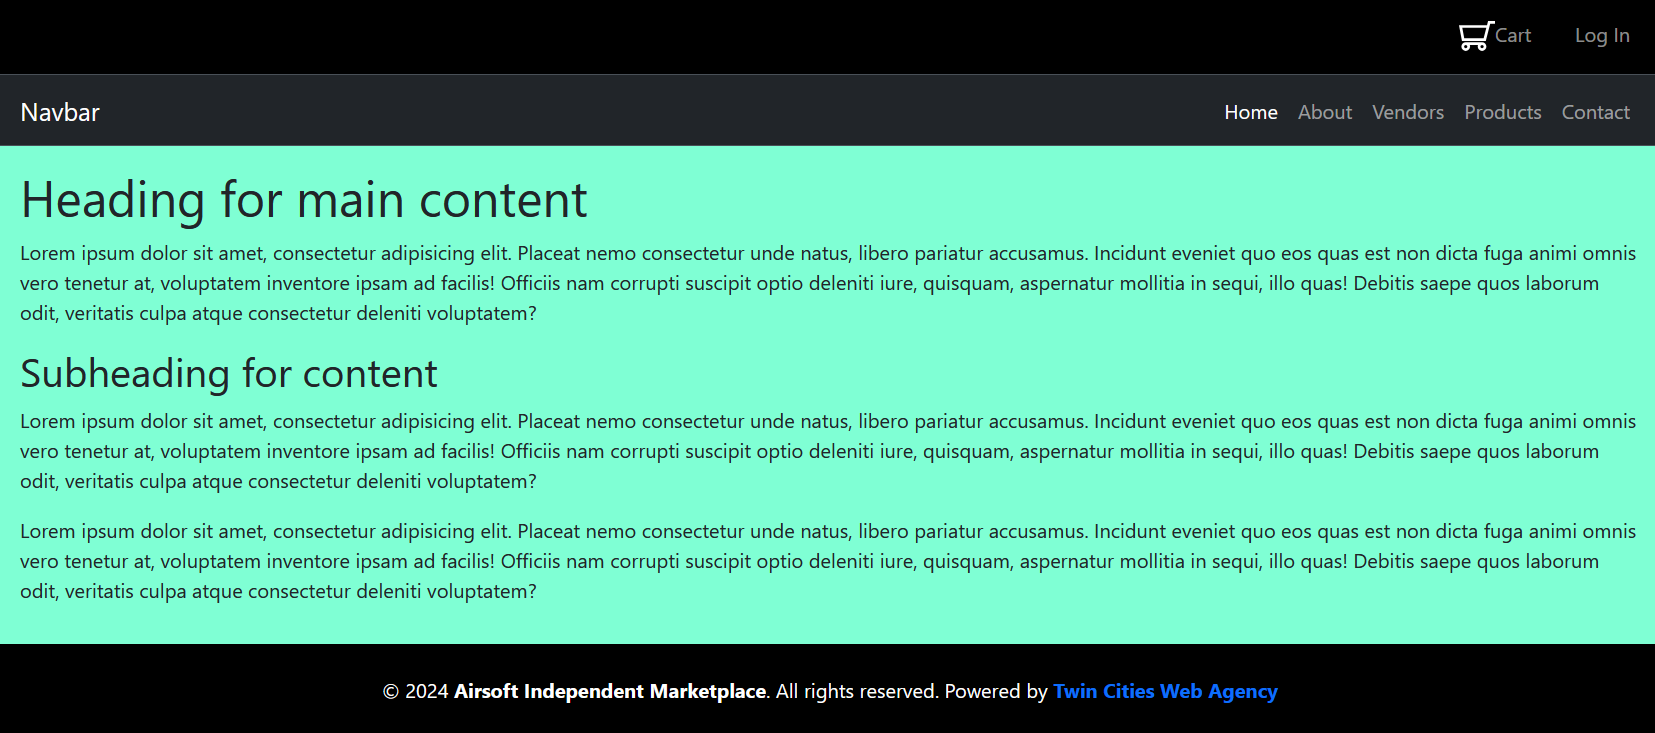 Cart Log In
Navbar Home About Vendors Products Contact
Heading for main content
Lorem ipsum dolor sit amet, consectetur adipisicing elit. Placeat nemo consectetur unde natus, libero pariatur accusamus. Incidunt eveniet quo eos quas est non dicta fuga animi omnis
vero tenetur at, voluptatem inventore ipsam ad facilis! Officiis nam corrupti suscipit optio deleniti iure, quisquam, aspernatur mollitia in sequi, illo quas! Debitis saepe quos laborum
odit, veritatis culpa atque consectetur deleniti voluptatem?
Subheading for content
Lorem ipsum dolor sit amet, consectetur adipisicing elit. Placeat nemo consectetur unde natus, libero pariatur accusamus. Incidunt eveniet quo eos quas est non dicta fuga animi omnis
vero tenetur at, voluptatem inventore ipsam ad facilis! Officiis nam corrupti suscipit optio deleniti iure, quisquam, aspernatur mollitia in sequi, illo quas! Debitis saepe quos laborum
odit, veritatis culpa atque consectetur deleniti voluptatem?
Lorem ipsum dolor sit amet, consectetur adipisicing elit. Placeat nemo consectetur unde natus, libero pariatur accusamus. Incidunt eveniet quo eos quas est non dicta fuga animi omnis
vero tenetur at, voluptatem inventore ipsam ad facilis! Officiis nam corrupti suscipit optio deleniti iure, quisquam, aspernatur mollitia in sequi, illo quas! Debitis saepe quos laborum
odit, veritatis culpa atque consectetur deleniti voluptatem?
© 2024 Airsoft Independent Marketplace. All rights reserved. Powered by Twin Cities Web Agency